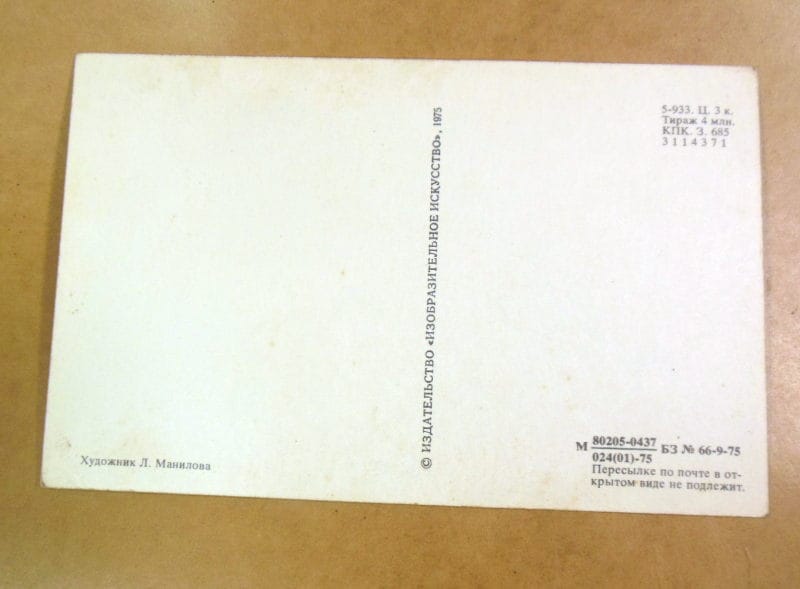 5-933. Ц. 3 к.
Тираж 4 млн.
КПК. З. 685
3114371
© ИЗДАТЕЛЬСТВО «ИЗОБРАЗИТЕЛЬНОЕ ИСКУССТВО», 1975
Художник Л. Манилова
М 80205-0437 БЗ № 66-9-75
024(01)-75
Пересылке по почте в от-
крытом виде не подлежит.